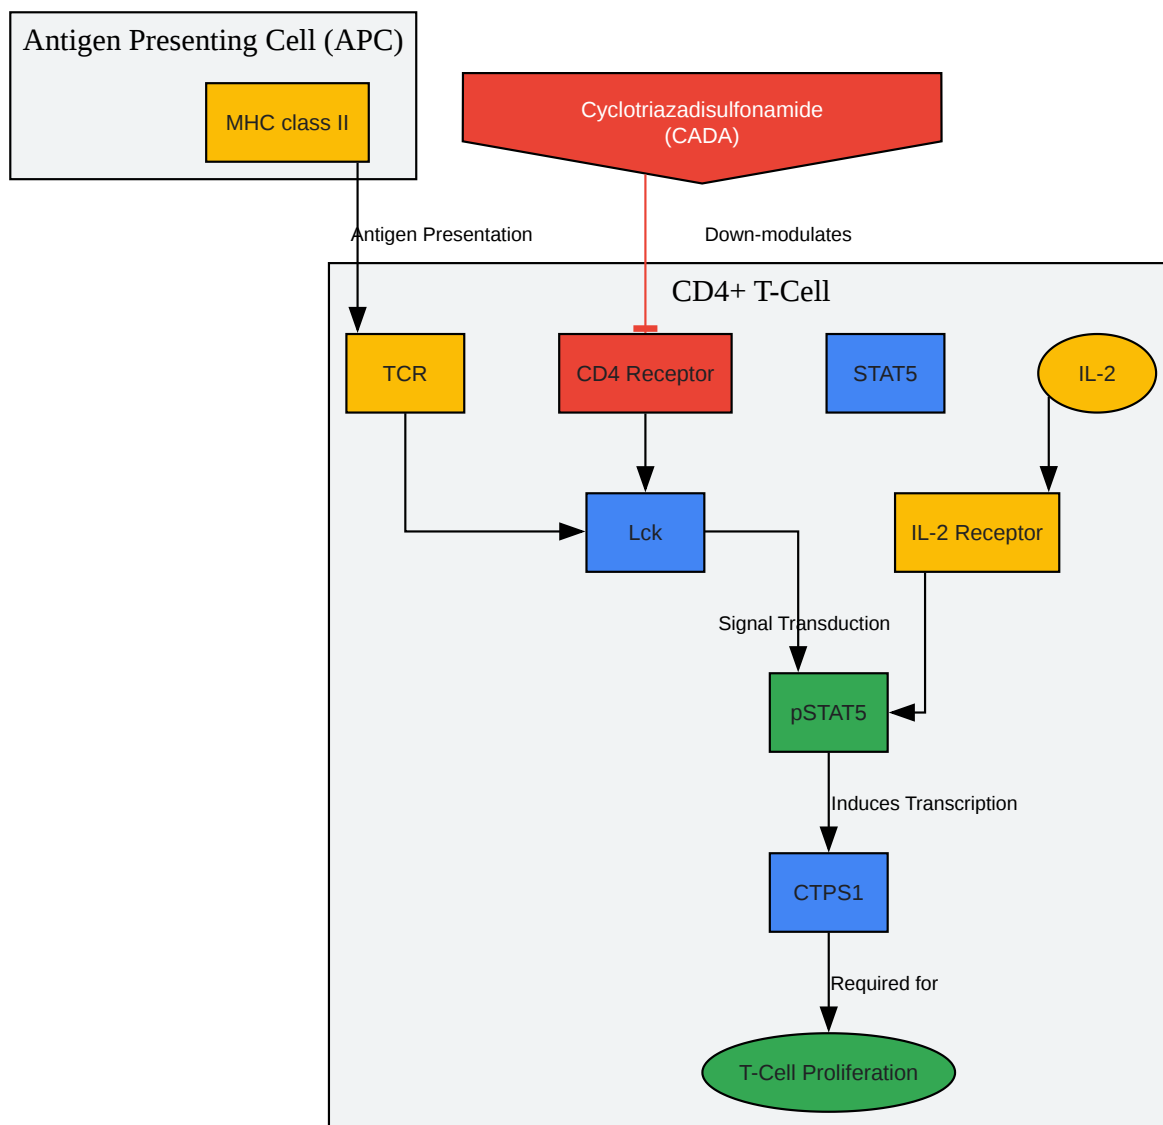 Antigen Presenting Cell (APC)
MHC class II
Cyclotriazadisulfonamide
(CADA)
Antigen Presentation
Down-modulates
CD4+ T-Cell
TCR
CD4 Receptor
STAT5
IL-2
Lck
IL-2 Receptor
Signal Transduction
pSTAT5
Induces Transcription
CTPS1
Required for
T-Cell Proliferation